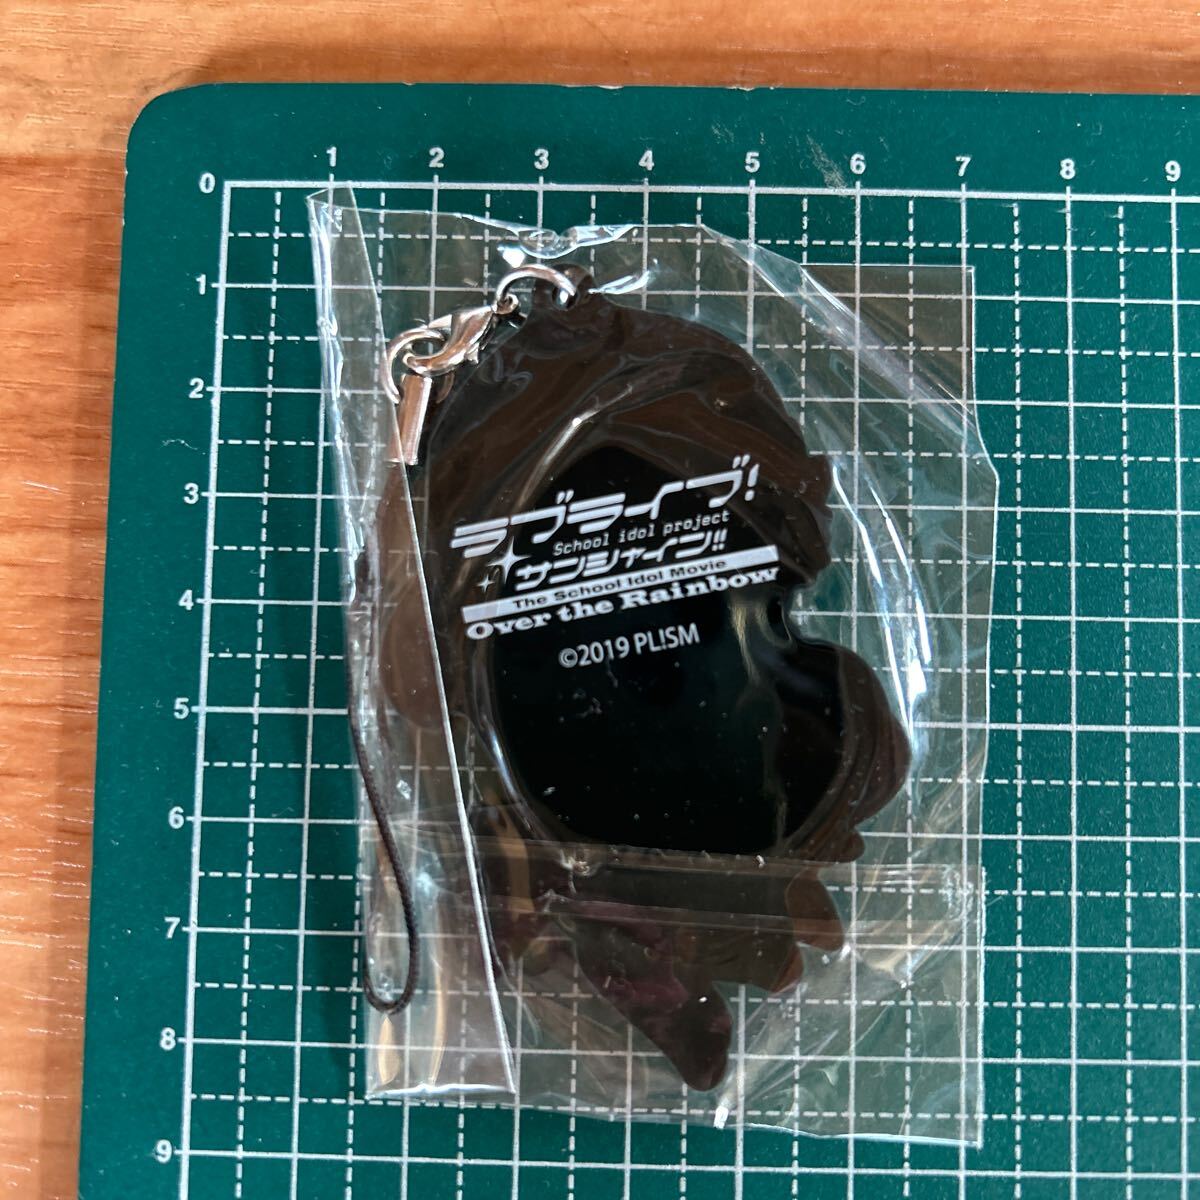 0 1 2 3 4 5 6 7 8 9
1
2
3
4
5
6
7
8
9
ラブライブ!
School idol project
サンシャイン!!
The School Idol Movie
Over the Rainbow
©2019 PL!SM